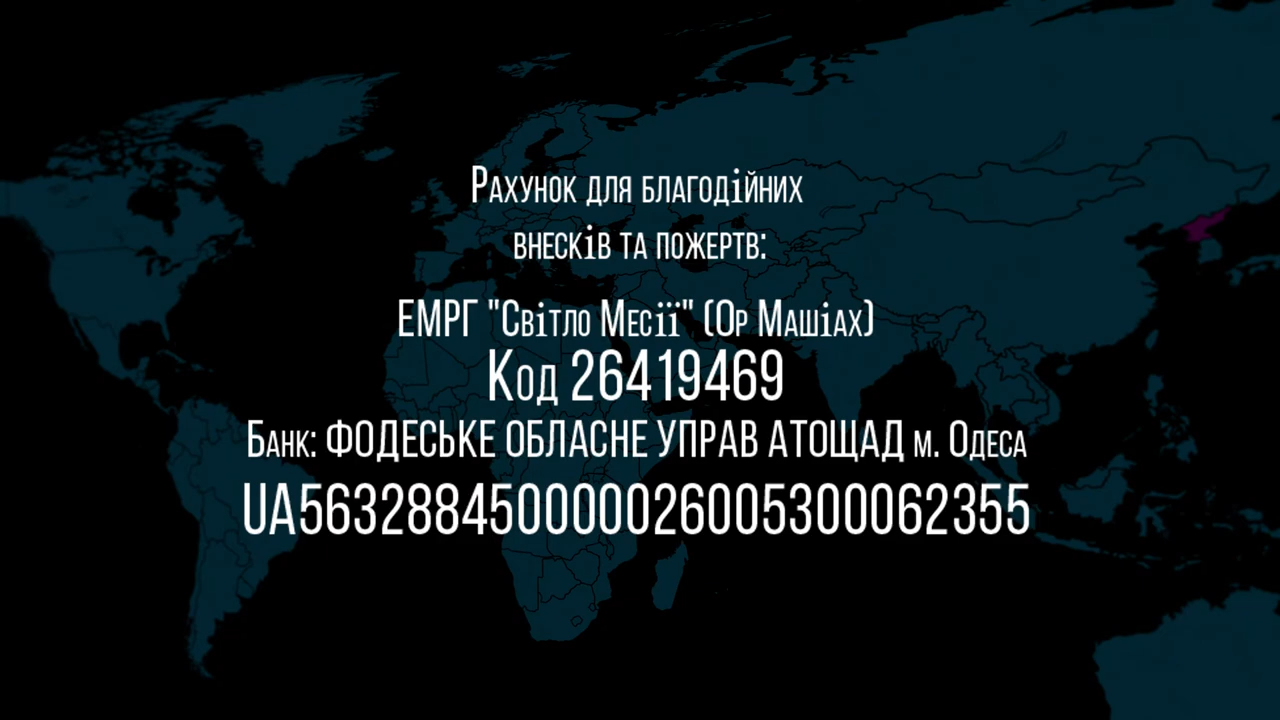 Рахунок для благодійних
внесків та пожертв:
ЕМРГ "Світло Месії" (Ор Машіах)
Код 26419469
Банк: ФОДЕСЬКЕ ОБЛАСНЕ УПРАВ АТОЩАД м. Одеса
UA563288450000026005300062355